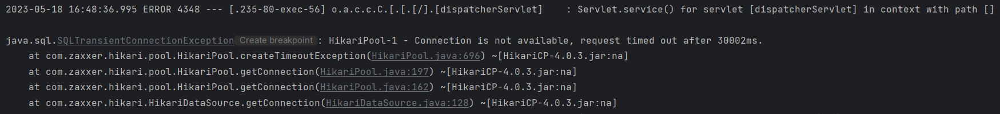 2023-05-18 16:48:36.995 ERROR 4348 --- [.235-80-exec-56] o.a.c.c.C.[.[.[/].[dispatcherServlet]    : Servlet.service() for servlet [dispatcherServlet] in context with path []
java.sql.SQLTransientConnectionException Create breakpoint : HikariPool-1 - Connection is not available, request timed out after 30002ms.
at com.zaxxer.hikari.pool.HikariPool.createTimeoutException(HikariPool.java:696) ~[HikariCP-4.0.3.jar:na]
at com.zaxxer.hikari.pool.HikariPool.getConnection(HikariPool.java:197) ~[HikariCP-4.0.3.jar:na]
at com.zaxxer.hikari.pool.HikariPool.getConnection(HikariPool.java:162) ~[HikariCP-4.0.3.jar:na]
at com.zaxxer.hikari.HikariDataSource.getConnection(HikariDataSource.java:128) ~[HikariCP-4.0.3.jar:na]